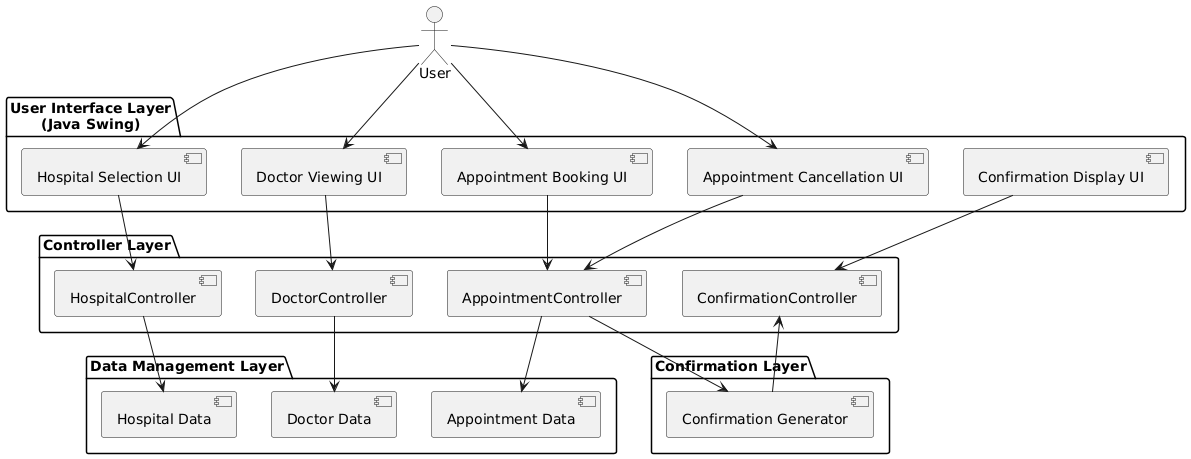 User
User Interface Layer
(Java Swing)
Hospital Selection UI
Doctor Viewing UI
Appointment Booking UI
Appointment Cancellation UI
Confirmation Display UI
Controller Layer
HospitalController
DoctorController
AppointmentController
ConfirmationController
Data Management Layer
Hospital Data
Doctor Data
Appointment Data
Confirmation Layer
Confirmation Generator